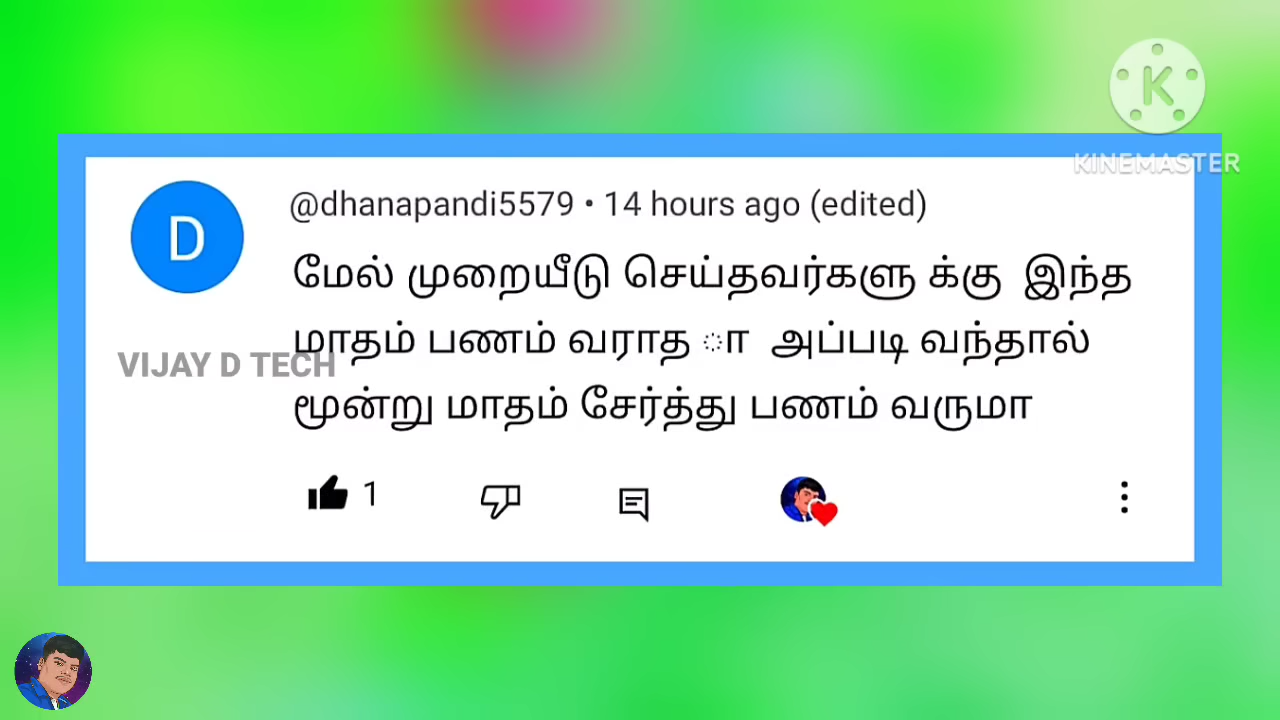 KINEMASTER
@dhanapandi5579 • 14 hours ago (edited)
D
மேல் முறையீடு செய்தவர்களு க்கு இந்த
மாதம் பணம் வராத ா அப்படி வந்தால்
VIJAY D TECH
மூன்று மாதம் சேர்த்து பணம் வருமா
1